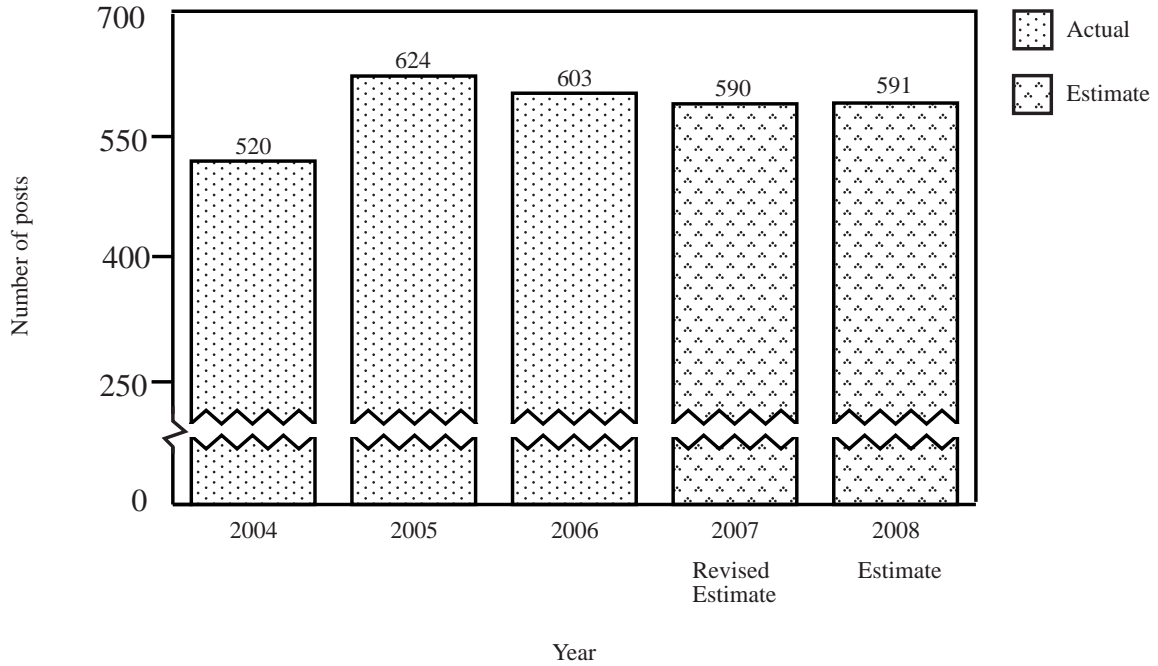 700
550
400
250
0
Number of posts
520
624
603
590
591
2004
2005
2006
2007
2008
Revised
Estimate
Estimate
Year
Actual
Estimate